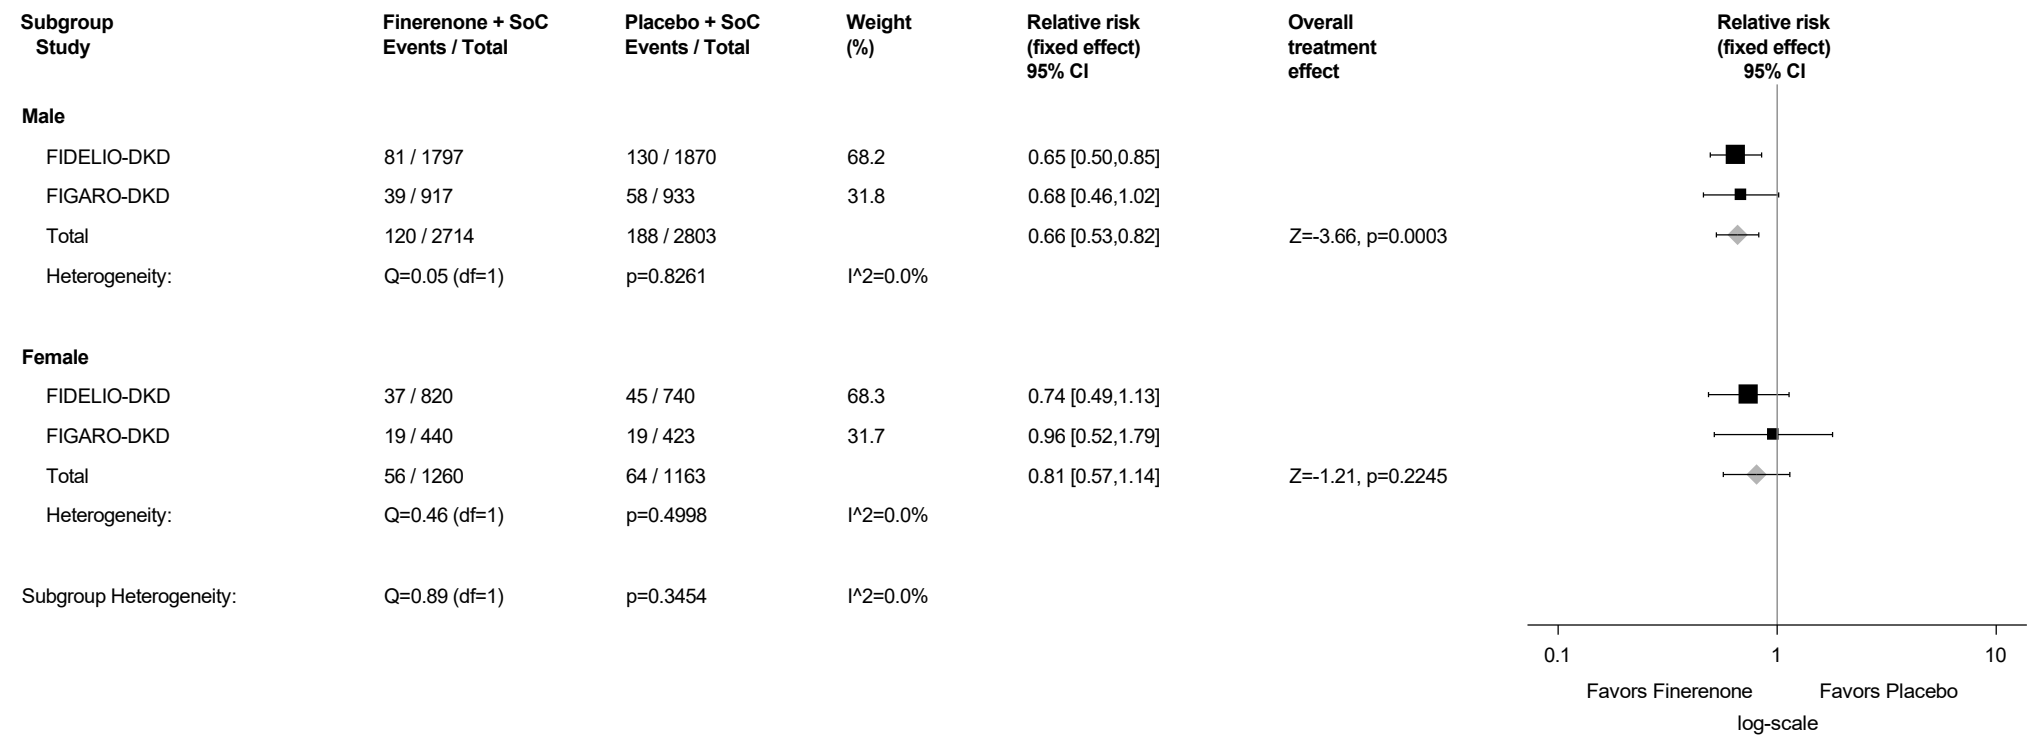 Subgroup Finerenone + SoC Placebo + SoC Weight Relative risk Overall Relative risk
Study Events / Total Events / Total (%) (fixed effect) treatment (fixed effect)
95% CI effect 95% CI
Male
FIDELIO-DKD 81 / 1797 130 / 1870 68.2 0.65 [0.50,0.85]
FIGARO-DKD 39 / 917 58 / 933 31.8 0.68 [0.46,1.02]
Total 120 / 2714 188 / 2803 0.66 [0.53,0.82] Z=-3.66, p=0.0003
Heterogeneity: Q=0.05 (df=1) p=0.8261 I^2=0.0%
Female
FIDELIO-DKD 37 / 820 45 / 740 68.3 0.74 [0.49,1.13]
FIGARO-DKD 19 / 440 19 / 423 31.7 0.96 [0.52,1.79]
Total 56 / 1260 64 / 1163 0.81 [0.57,1.14] Z=-1.21, p=0.2245
Heterogeneity: Q=0.46 (df=1) p=0.4998 I^2=0.0%
Subgroup Heterogeneity: Q=0.89 (df=1) p=0.3454 I^2=0.0%
0.1 1 10
Favors Finerenone Favors Placebo
log-scale